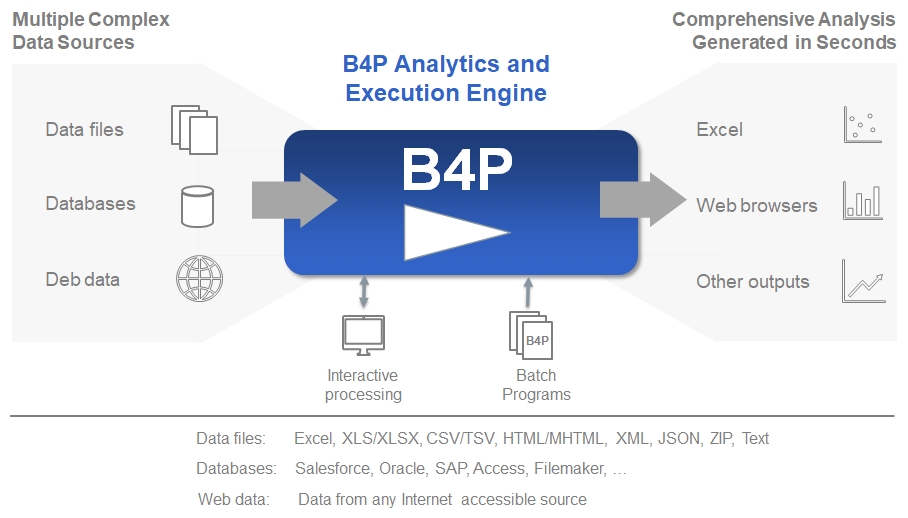 Multiple Complex
Data Sources
Comprehensive Analysis
Generated in Seconds
B4P Analytics and
Execution Engine
Data files
Databases
Deb data
B4P
Excel
Web browsers
Other outputs
B4P
Interactive
processing
Batch
Programs
Data files: Excel, XLS/XLSX, CSV/TSV, HTML/MHTML, XML, JSON, ZIP, Text
Databases: Salesforce, Oracle, SAP, Access, Filemaker, …
Web data: Data from any Internet accessible source